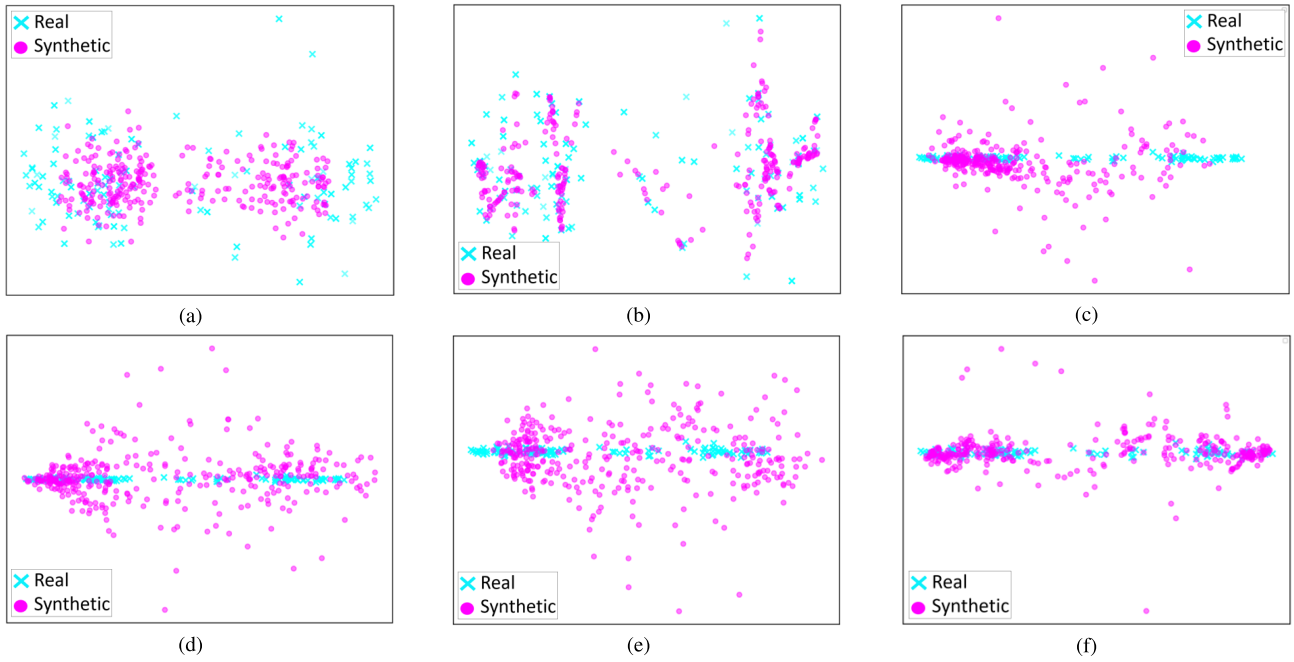 Real
Synthetic
(a)
Real
Synthetic
(b)
Real
Synthetic
(c)
Real
Synthetic
(d)
Real
Synthetic
(e)
Real
Synthetic
(f)